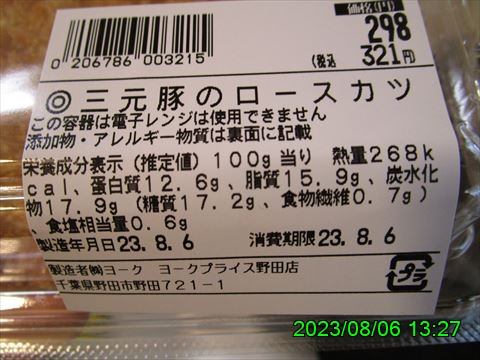 価格(円)
298
(税込 321円)
0 206786 003215
◎三元豚のロースカツ
この容器は電子レンジは使用できません
添加物・アレルギー物質は裏面に記載
栄養成分表示(推定値)100g当り 熱量268k
cal、蛋白質12.6g、脂質15.9g、炭水化
物17.9g(糖質17.2g、食物繊維0.7g)
、食塩相当量0.6g
製造年月日23.8.6 消費期限23.8.6
製造者㈱ヨーク ヨークプライス野田店
千葉県野田市野田721-1
プラ
2023/08/06 13:27